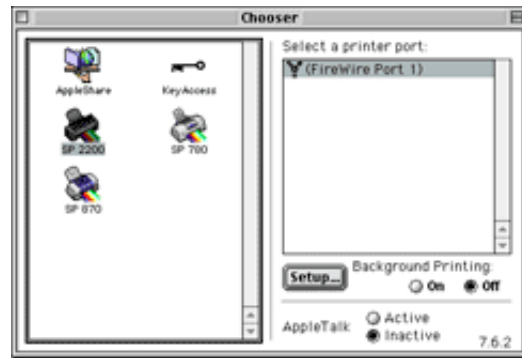 Chooser
AppleShare
KeyAccess
SP 2200
SP 780
SP 870
Select a printer port:
(FireWire Port 1)
Setup...
Background Printing:
On
Off
AppleTalk
Active
Inactive
7.6.2